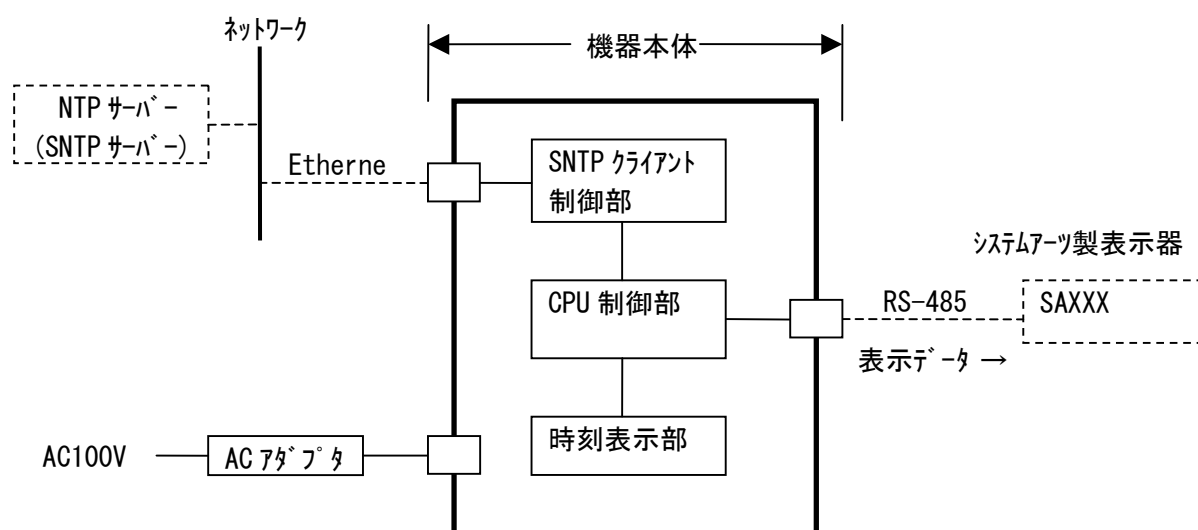 ﾈｯﾄﾜｰｸ
機器本体
NTP ｻｰﾊﾞｰ
(SNTP ｻｰﾊﾞｰ)
Etherne
SNTP ｸﾗｲｱﾝﾄ
制御部
ｼｽﾃﾑｱｰﾂ製表示器
CPU 制御部
RS-485
SAXXX
表示ﾃﾞｰﾀ →
時刻表示部
AC100V
AC ｱﾀﾞﾌﾟﾀ